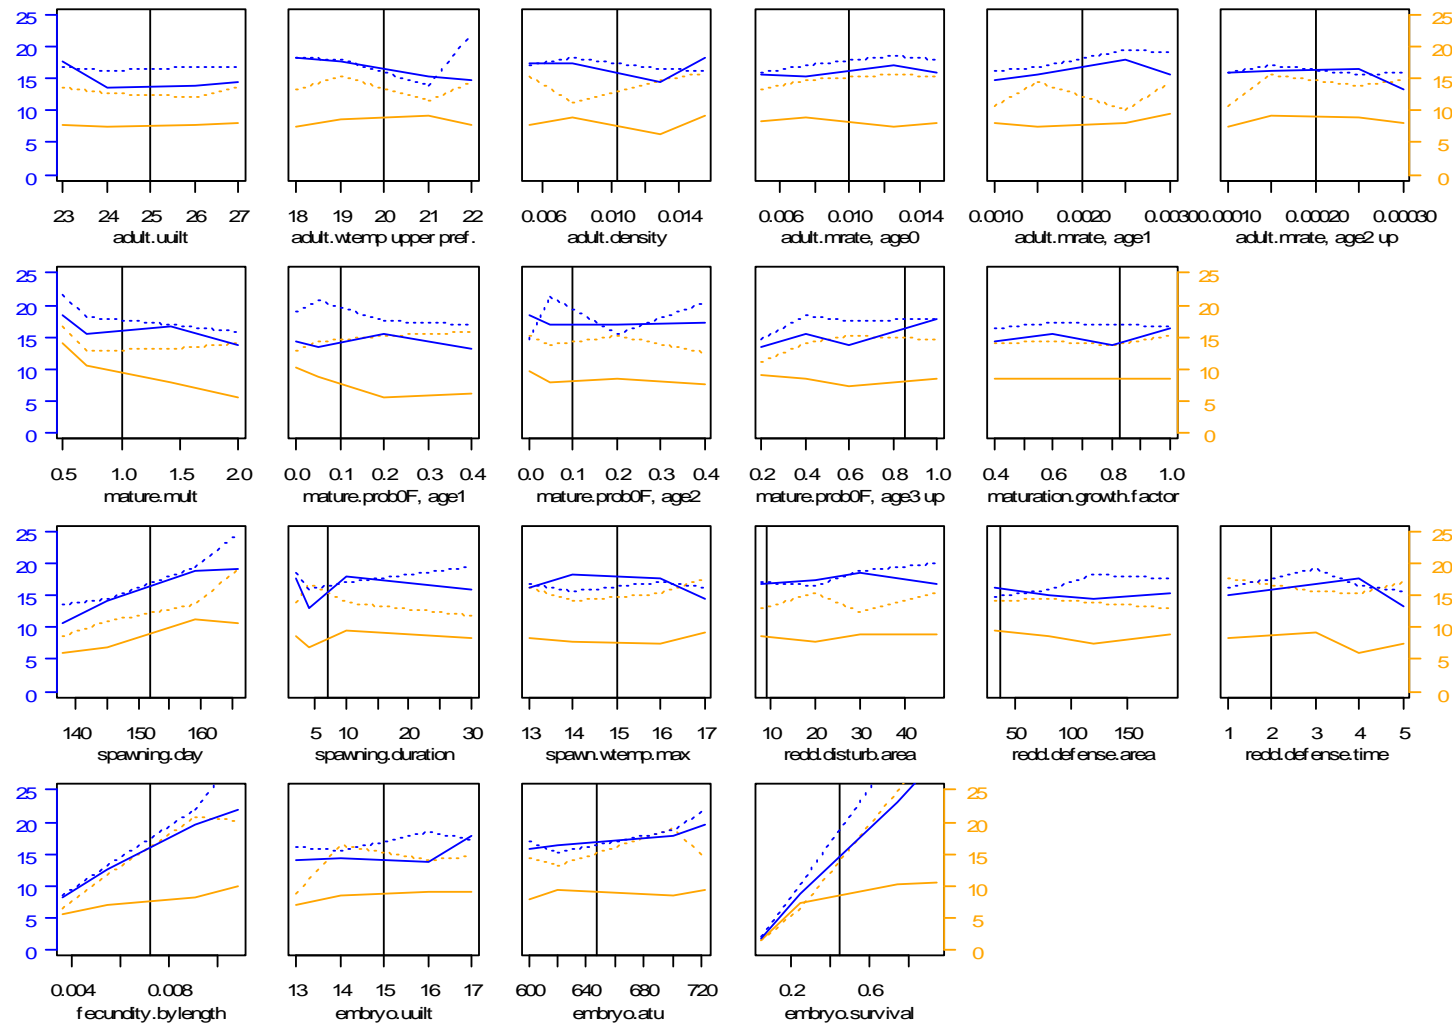 25 20 15 10 5 0
25 20 15 10 5 0
23 24 25 26 27
adult.uuilt
18 19 20 21 22
adult.wtemp upper pref.
0.006 0.010 0.014
adult.density
0.006 0.010 0.014
adult.mrate, age0
0.0010 0.0020 0.0030
adult.mrate, age1
0.00010 0.00020 0.00030
adult.mrate, age2 up
25 20 15 10 5 0
25 20 15 10 5 0
0.5 1.0 1.5 2.0
mature.mult
0.0 0.1 0.2 0.3 0.4
mature.prob0F, age1
0.0 0.1 0.2 0.3 0.4
mature.prob0F, age2
0.2 0.4 0.6 0.8 1.0
mature.prob0F, age3 up
0.4 0.6 0.8 1.0
maturation.growth.factor
25 20 15 10 5 0
25 20 15 10 5 0
140 150 160
spawning.day
5 10 20 30
spawning.duration
13 14 15 16 17
spawn.wtemp.max
10 20 30 40
redd.disturb.area
50 100 150
redd.defense.area
1 2 3 4 5
redd.defense.time
25 20 15 10 5 0
25 20 15 10 5 0
0.004 0.008
fecundity.bylength
13 14 15 16 17
embryo.uuilt
600 640 680 720
embryo.atu
0.2 0.6
embryo.survival